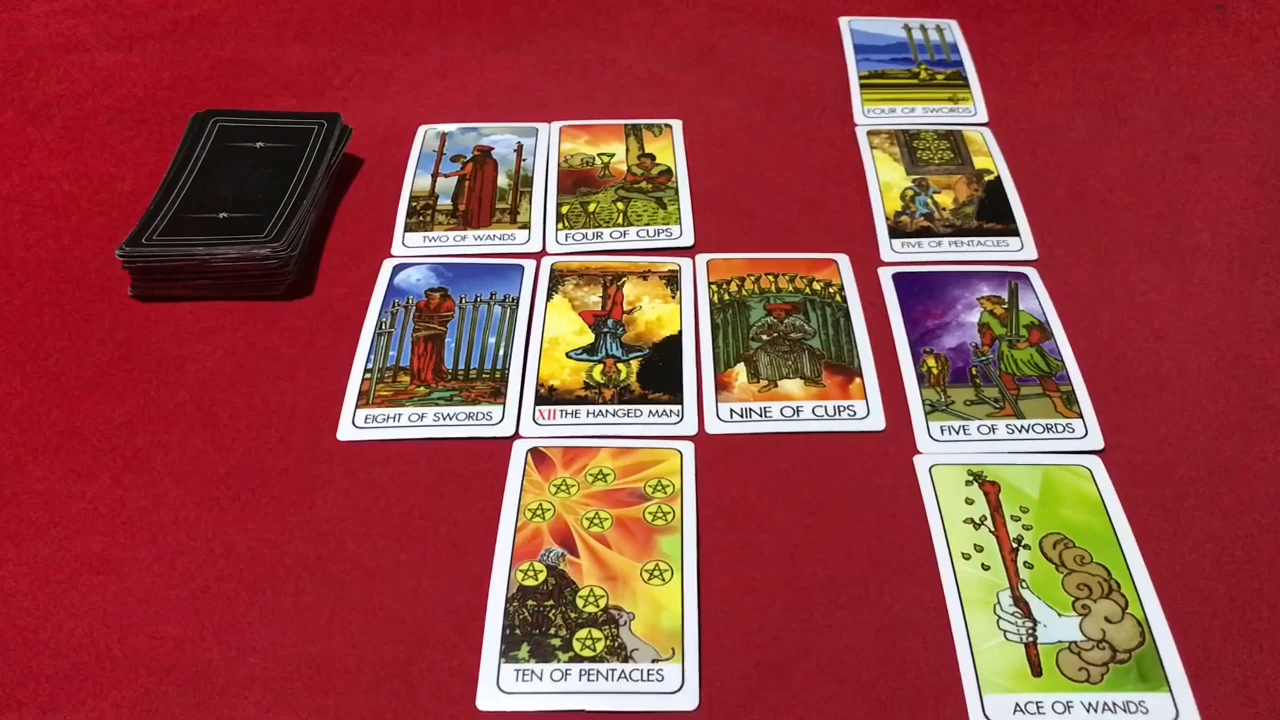 FOUR OF SWORDS
TWO OF WANDS
FOUR OF CUPS
FIVE OF PENTACLES
EIGHT OF SWORDS
XII THE HANGED MAN
NINE OF CUPS
FIVE OF SWORDS
TEN OF PENTACLES
ACE OF WANDS